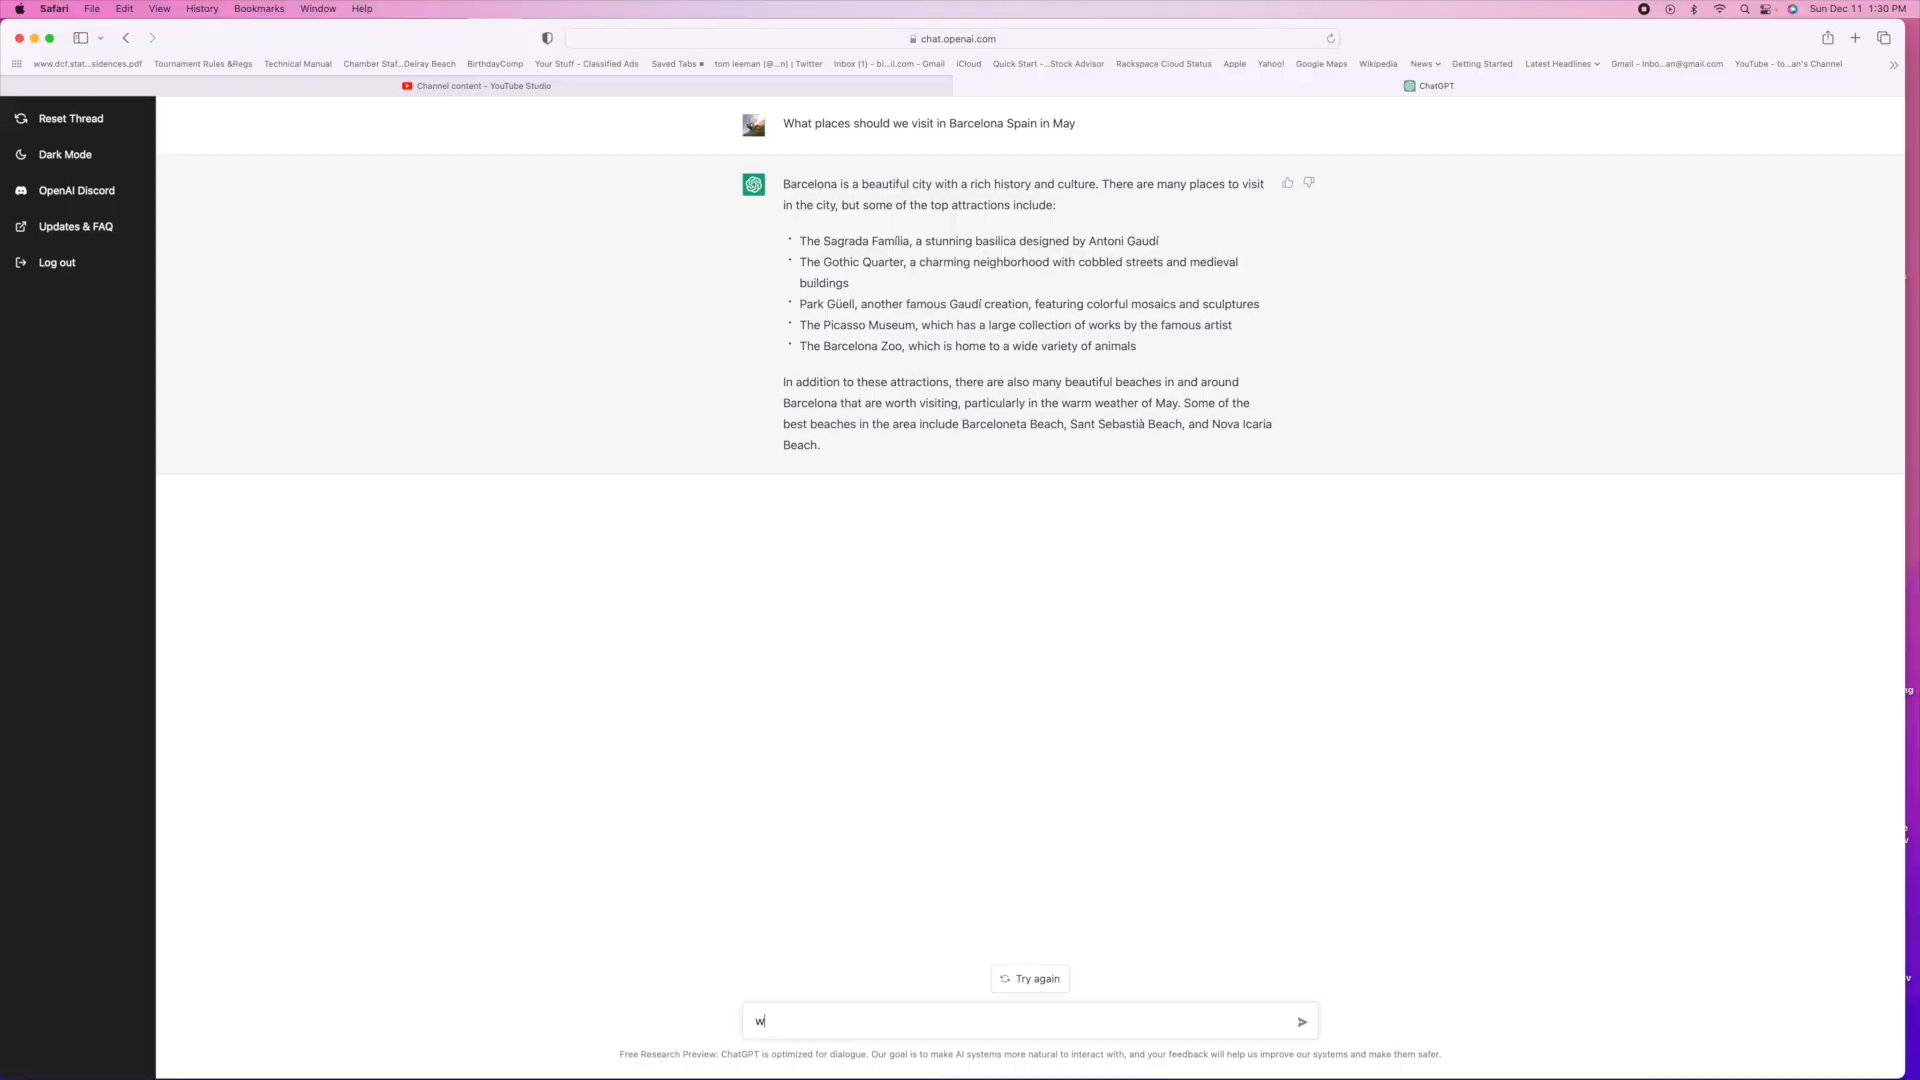 Safari File Edit View History Bookmarks Window Help Sun Dec 11 1:30 PM
chat.openai.com
www.dcf.stat...sidences.pdf Tournament Rules &Regs Technical Manual Chamber Staf...Delray Beach BirthdayComp Your Stuff - Classified Ads Saved Tabs tom leeman (@...n) | Twitter Inbox (1) - bi...il.com - Gmail iCloud Quick Start -...Stock Advisor Rackspace Cloud Status Apple Yahoo! Google Maps Wikipedia News Getting Started Latest Headlines Gmail - Inbo...an@gmail.com YouTube - to...an's Channel
Channel content - YouTube Studio ChatGPT
Reset Thread
Dark Mode
OpenAI Discord
Updates & FAQ
Log out
What places should we visit in Barcelona Spain in May
Barcelona is a beautiful city with a rich history and culture. There are many places to visit
in the city, but some of the top attractions include:
• The Sagrada Família, a stunning basilica designed by Antoni Gaudí
• The Gothic Quarter, a charming neighborhood with cobbled streets and medieval
buildings
• Park Güell, another famous Gaudí creation, featuring colorful mosaics and sculptures
• The Picasso Museum, which has a large collection of works by the famous artist
• The Barcelona Zoo, which is home to a wide variety of animals
In addition to these attractions, there are also many beautiful beaches in and around
Barcelona that are worth visiting, particularly in the warm weather of May. Some of the
best beaches in the area include Barceloneta Beach, Sant Sebastià Beach, and Nova Icaria
Beach.
Try again
w
Free Research Preview: ChatGPT is optimized for dialogue. Our goal is to make AI systems more natural to interact with, and your feedback will help us improve our systems and make them safer.